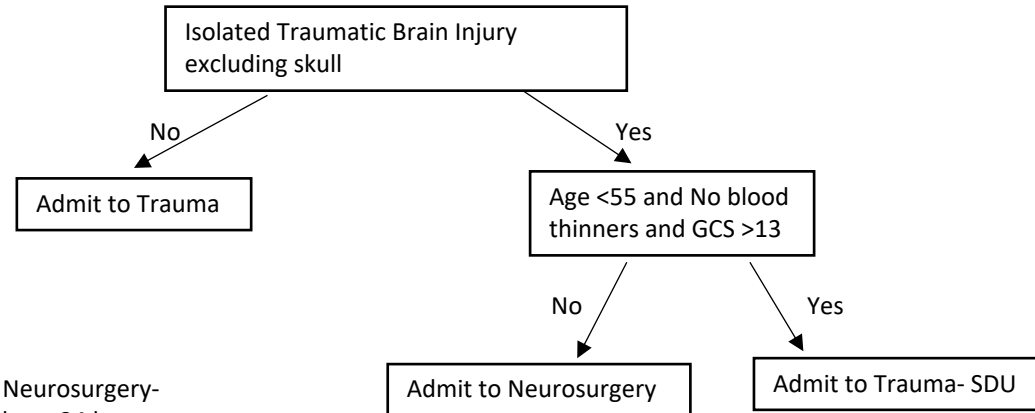 Isolated Traumatic Brain Injury
excluding skull
No
Yes
Admit to Trauma
Age <55 and No blood
thinners and GCS >13
No
Yes
Neurosurgery-
Admit to Neurosurgery
Admit to Trauma- SDU